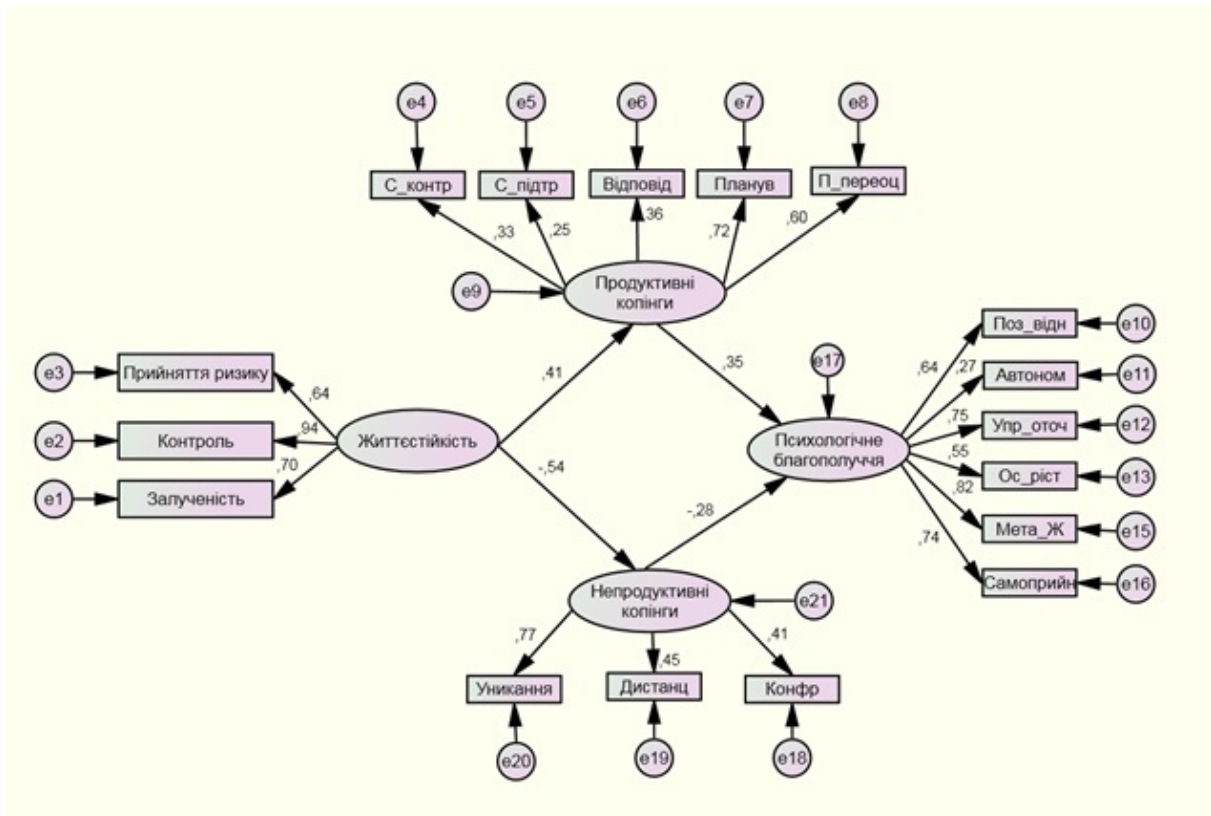 e4
e5
e6
e7
e8
С_контр
С_підтр
Відповід
Планув
П_переоц
,33
,25
,36
,72
,60
e9
Продуктивні
копінги
e3
Прийняття ризику
,64
e2
Контроль
,94
e1
Залученість
,70
Життєстійкість
,41
-,54
,35
-,28
e17
Психологічне
благополуччя
,64
Поз_відн
e10
,27
Автоном
e11
,75
Упр_оточ
e12
,55
Ос_ріст
e13
,82
Мета_Ж
e15
,74
Самоприйн
e16
Непродуктивні
копінги
e21
,77
,45
,41
Уникання
Дистанц
Конфр
e20
e19
e18